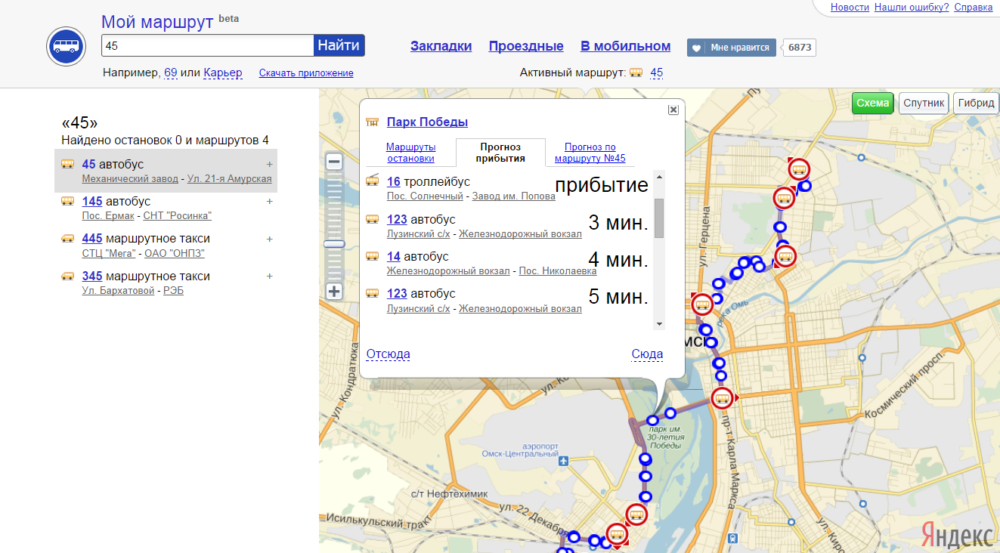 Новости Нашли ошибку? Справка
Мой маршрут beta
45 Найти
Закладки Проездные В мобильном Мне нравится 6873
Например, 69 или Карьер Скачать приложение Активный маршрут: 45
«45»
Найдено остановок 0 и маршрутов 4
45 автобус +
Механический завод - Ул. 21-я Амурская
145 автобус +
Пос. Ермак - СНТ "Росинка"
445 маршрутное такси +
СТЦ "Мега" - ОАО "ОНПЗ"
345 маршрутное такси +
Ул. Бархатовой - РЭБ
Парк Победы
Маршруты остановки
Прогноз прибытия
Прогноз по маршруту №45
16 троллейбус прибытие
Пос. Солнечный - Завод им. Попова
123 автобус 3 мин.
Лузинский с/х - Железнодорожный вокзал
14 автобус 4 мин.
Железнодорожный вокзал - Пос. Николаевка
123 автобус 5 мин.
Лузинский с/х - Железнодорожный вокзал
Отсюда Сюда
Схема Спутник Гибрид
ул. Герцена
река Омь
мск
ул. Кондратюка
Космический просп.
парк им.
30-летия
Победы
пр-т Карла Маркса
аэропорт
Омск-Центральный
с/т Нефтехимик
ул. 22 Декабря
Исилькульский тракт
ул. Киро
Яндекс